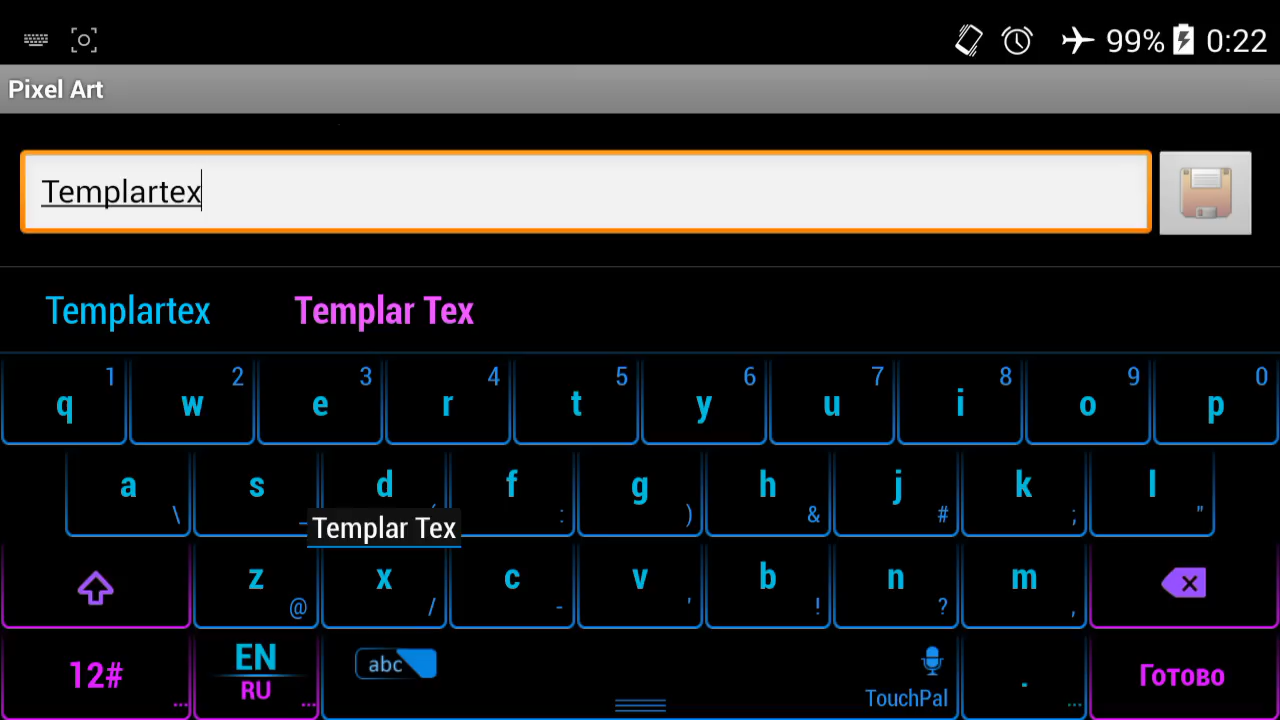 99% 0:22
Pixel Art
Templartex
Templartex Templar Tex
1 2 3 4 5 6 7 8 9 0
q w e r t y u i o p
a s d f g h j k l
\ _ ( : ) & # ; "
Templar Tex
z x c v b n m
@ / - ' ! ? ,
12# EN RU abc TouchPal . Готово